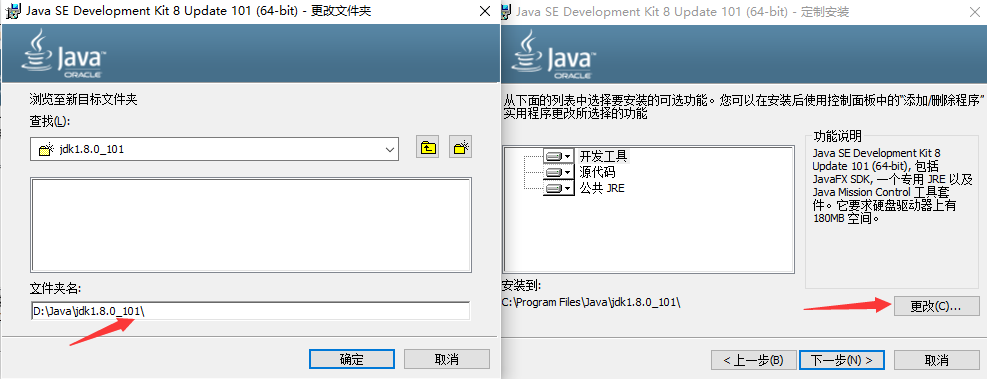 Java SE Development Kit 8 Update 101 (64-bit) - 更改文件夹
Java
ORACLE
浏览至新目标文件夹
查找(L):
jdk1.8.0_101
文件夹名:
D:\Java\jdk1.8.0_101\
确定
取消
Java SE Development Kit 8 Update 101 (64-bit) - 定制安装
Java
ORACLE
从下面的列表中选择要安装的可选功能。您可以在安装后使用控制面板中的“添加/删除程序”
实用程序更改所选择的功能
开发工具
源代码
公共 JRE
功能说明
Java SE Development Kit 8
Update 101 (64-bit), 包括
JavaFX SDK, 一个专用 JRE 以及
Java Mission Control 工具套
件。它要求硬盘驱动器上有
180MB 空间。
安装到:
C:\Program Files\Java\jdk1.8.0_101\
更改(C)...
< 上一步(B)
下一步(N) >
取消